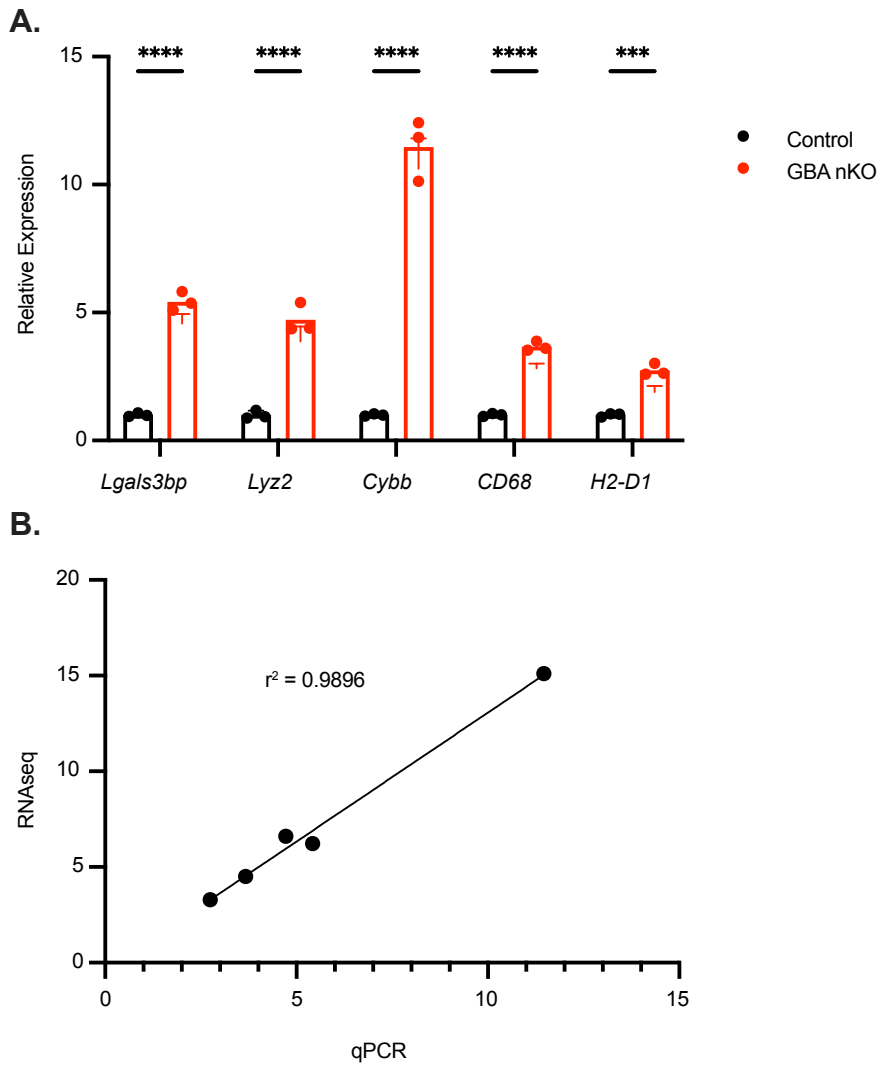 A.
**** **** **** **** ***
15
10
5
0
Relative Expression
Control
GBA nKO
Lgals3bp Lyz2 Cybb CD68 H2-D1
B.
20
15
10
5
0
RNAseq
r² = 0.9896
0 5 10 15
qPCR